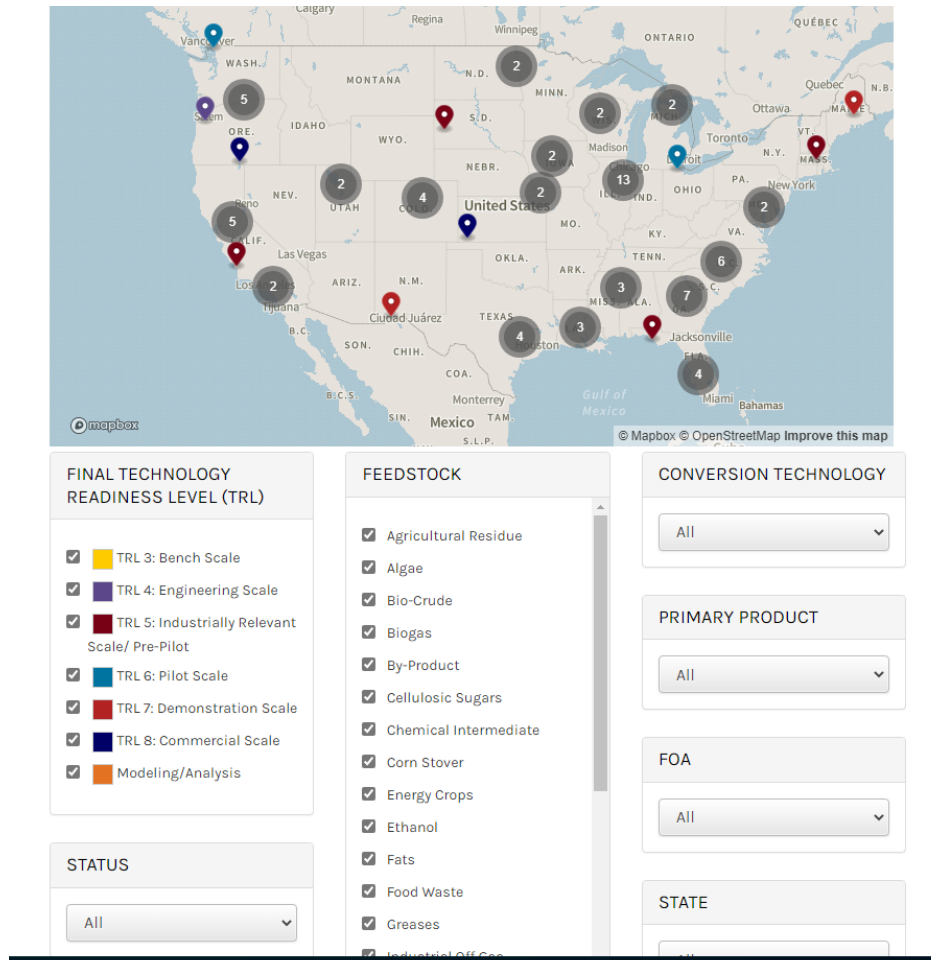 Calgary
Regina
Winnipeg
ONTARIO
QUÉBEC
WASH.
MONTANA
N.D.
MINN.
Quebec
N.B.
Ottawa
ORE.
IDAHO
S.D.
WYO.
Madison
Toronto
VT.
N.Y.
MASS.
NEBR.
Chicago
NEV.
Reno
UTAH
United States
IND.
OHIO
PA.
New York
MO.
KY.
VA.
Las Vegas
OKLA.
TENN.
ARK.
ARIZ.
N.M.
Los Angeles
Tijuana
MISS.
ALA.
S.C.
Ciudad Juárez
TEXAS
Houston
Jacksonville
B.C.
SON.
CHIH.
FLA.
COA.
Miami
Bahamas
B.C.S.
Monterrey
Gulf of
Mexico
SIN.
Mexico
TAM.
S.L.P.
2
5
2
2
2
2
4
2
13
2
5
6
2
3
7
4
3
4
mapbox
© Mapbox © OpenStreetMap Improve this map
FINAL TECHNOLOGY
READINESS LEVEL (TRL)
TRL 3: Bench Scale
TRL 4: Engineering Scale
TRL 5: Industrially Relevant
Scale/ Pre-Pilot
TRL 6: Pilot Scale
TRL 7: Demonstration Scale
TRL 8: Commercial Scale
Modeling/Analysis
STATUS
All
FEEDSTOCK
Agricultural Residue
Algae
Bio-Crude
Biogas
By-Product
Cellulosic Sugars
Chemical Intermediate
Corn Stover
Energy Crops
Ethanol
Fats
Food Waste
Greases
Industrial Off Gas
CONVERSION TECHNOLOGY
All
PRIMARY PRODUCT
All
FOA
All
STATE